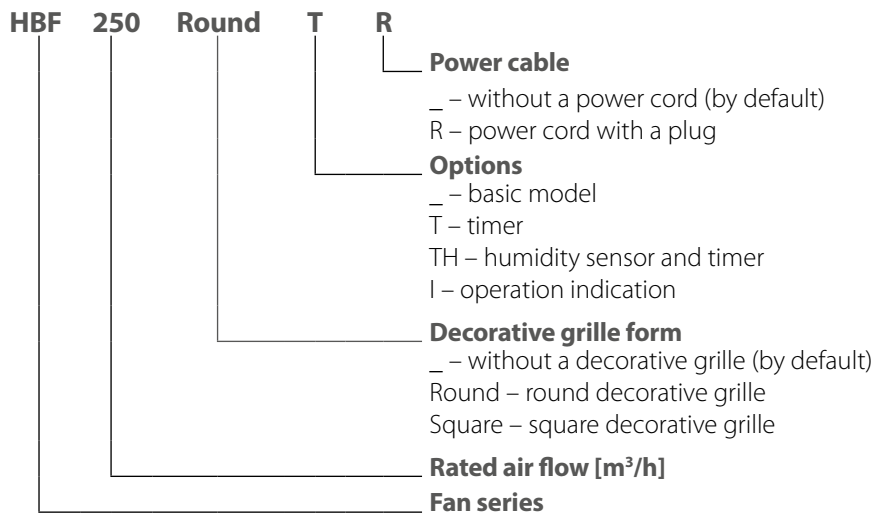 HBF 250 Round T R
Power cable
_ – without a power cord (by default)
R – power cord with a plug
Options
_ – basic model
T – timer
TH – humidity sensor and timer
I – operation indication
Decorative grille form
_ – without a decorative grille (by default)
Round – round decorative grille
Square – square decorative grille
Rated air flow [m³/h]
Fan series